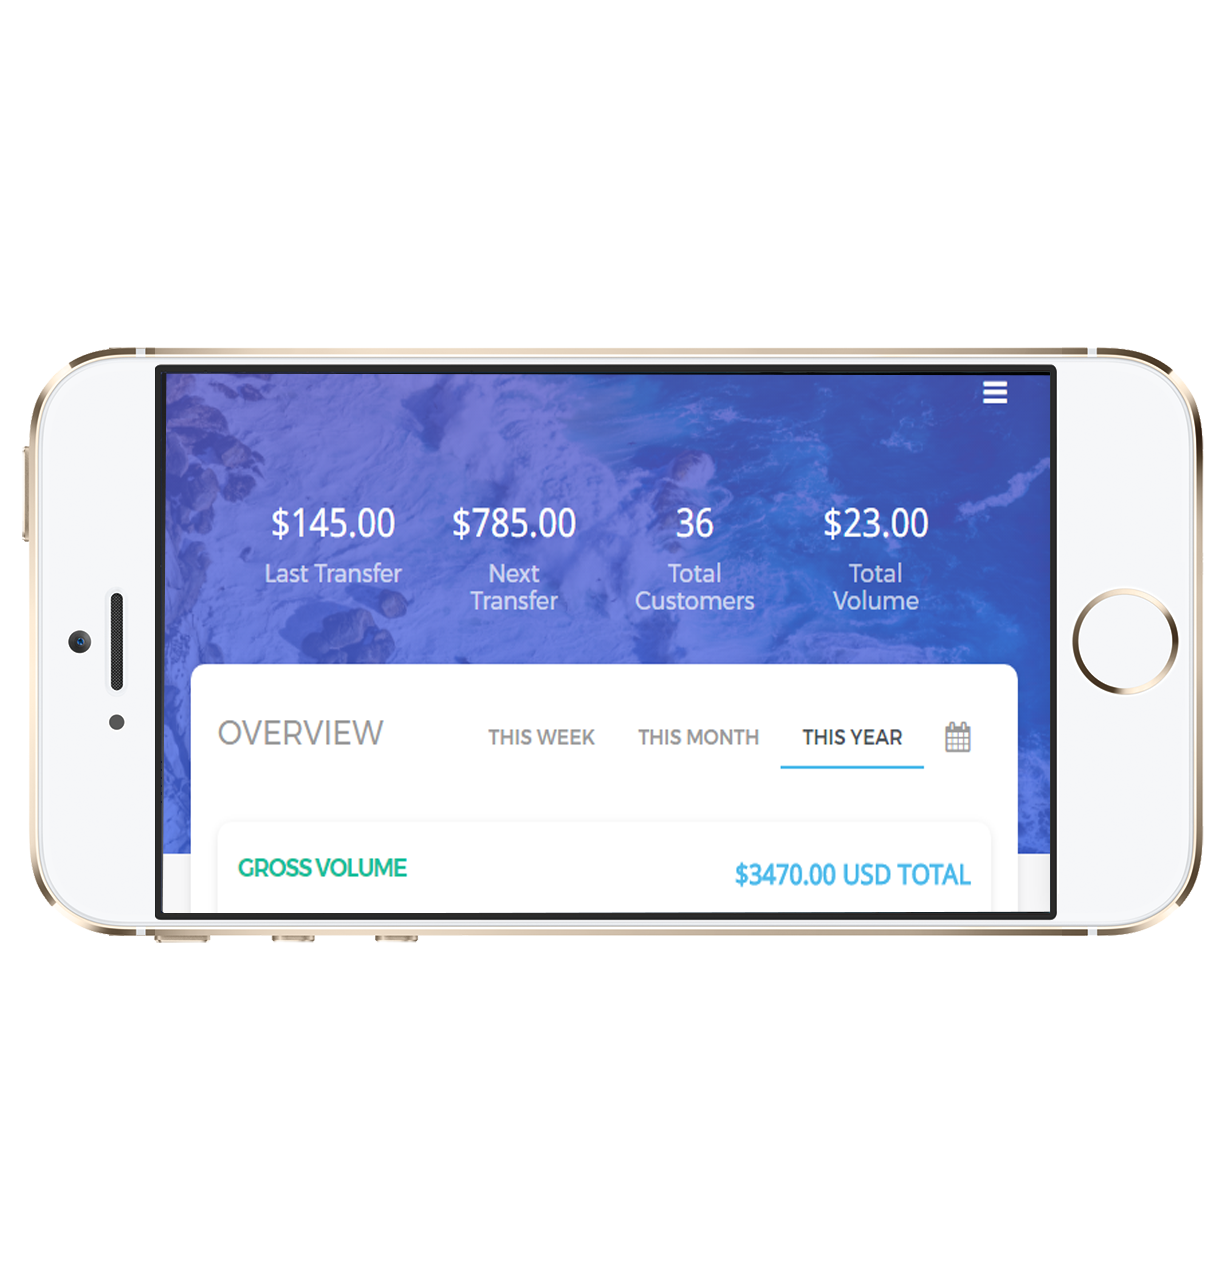 $145.00 $785.00 36 $23.00
Last Transfer Next Total Total
Transfer Customers Volume
OVERVIEW THIS WEEK THIS MONTH THIS YEAR
GROSS VOLUME $3470.00 USD TOTAL